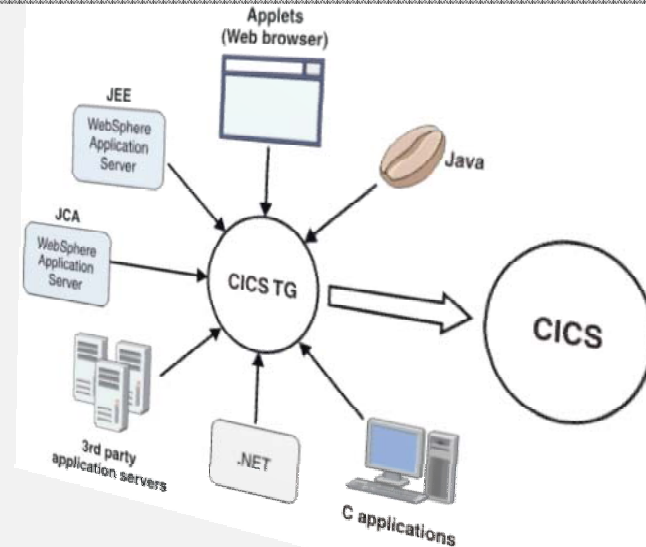 Applets
(Web browser)
JEE
WebSphere
Application
Server
Java
JCA
WebSphere
Application
Server
CICS TG
CICS
3rd party
application servers
.NET
C applications